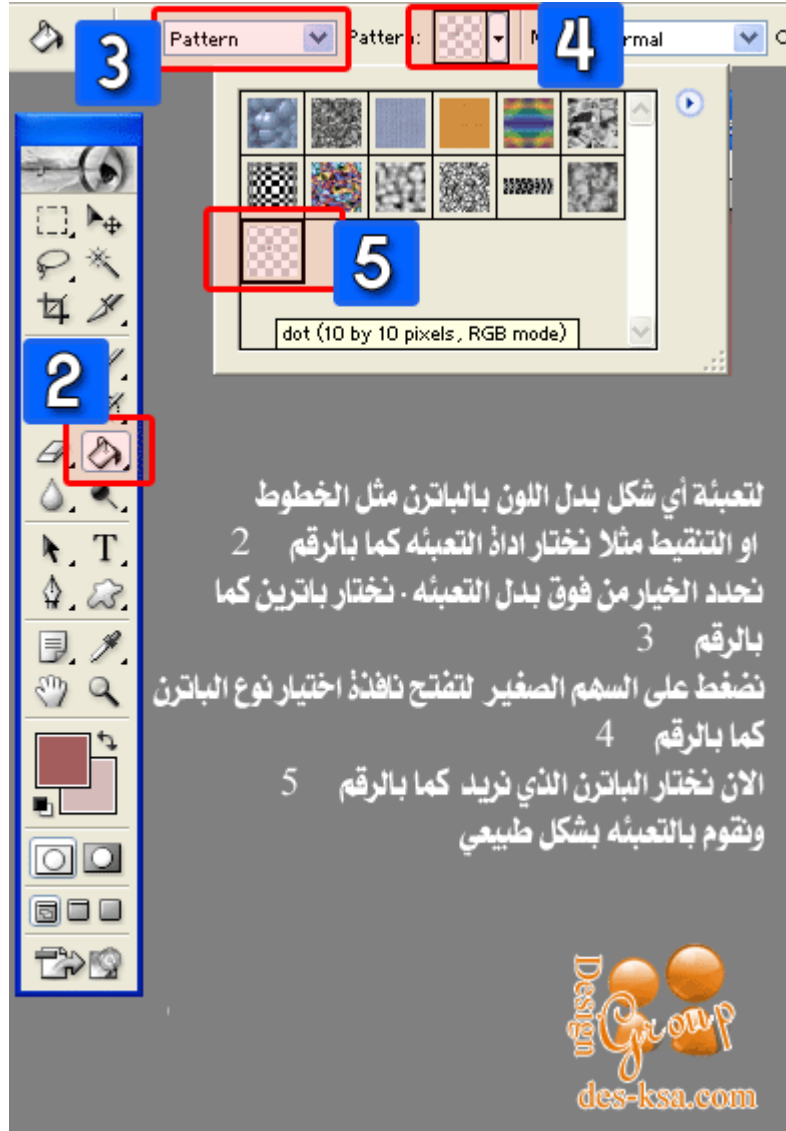 3
Pattern
Pattern:
4
rmal
5
dot (10 by 10 pixels, RGB mode)
2
T
لتعبئة أي شكل بدل اللون بالباترن مثل الخطوط
او التنقيط مثلا نختار اداة التعبئه كما بالرقم 2
نحدد الخيار من فوق بدل التعبئه . نختار باترين كما
بالرقم 3
نضغط على السهم الصغير لتفتح نافذة اختيار نوع الباترن
كما بالرقم 4
الان نختار الباترن الذي نريد كما بالرقم 5
ونقوم بالتعبئه بشكل طبيعي
Design
Group
des-ksa.com